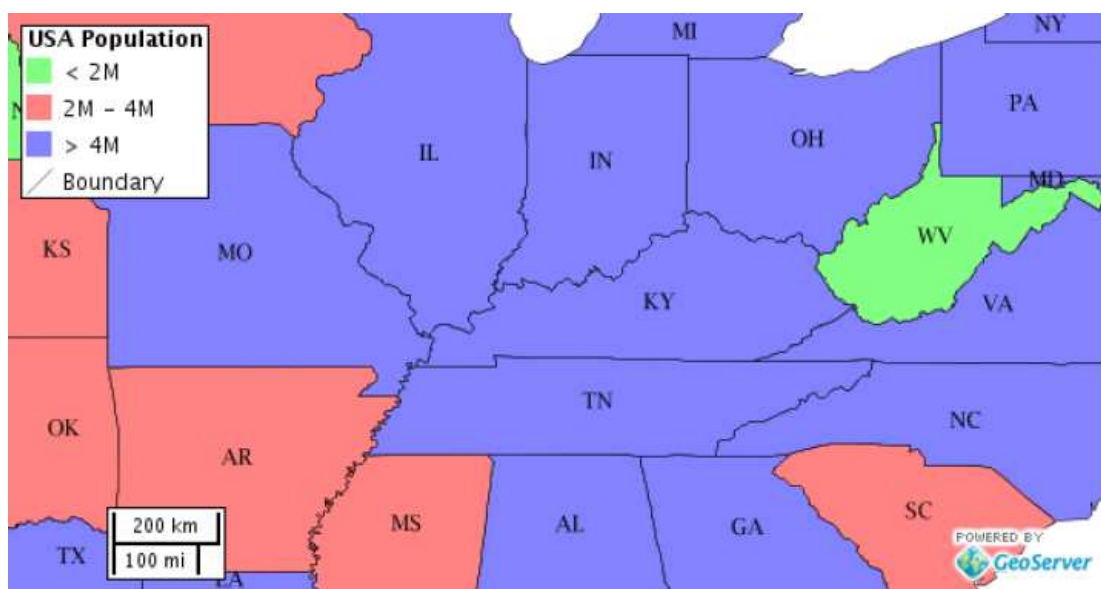 USA Population
< 2M
2M – 4M
> 4M
Boundary
NY
MI
PA
OH
IL
IN
MD
WV
KS
MO
KY
VA
TN
OK
AR
NC
MS
AL
GA
SC
TX
LA
200 km
100 mi
POWERED BY
GeoServer